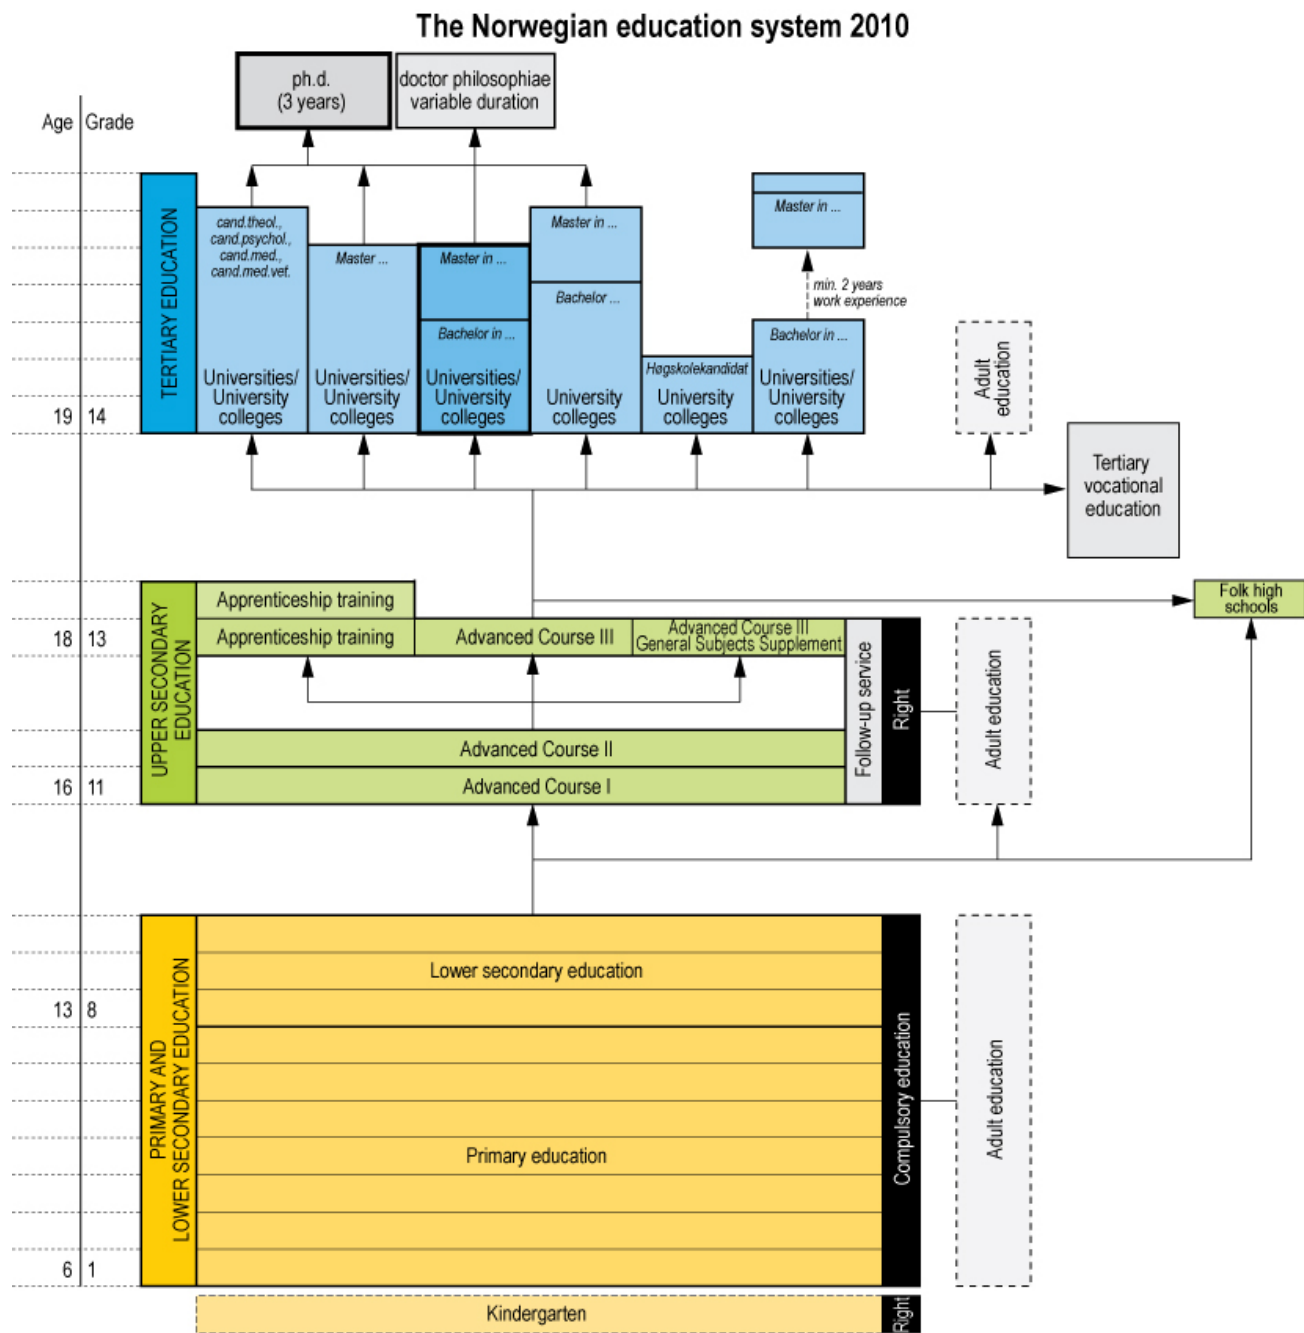 The Norwegian education system 2010
ph.d.
(3 years)
doctor philosophiae
variable duration
Age Grade
TERTIARY EDUCATION
cand.theol.,
cand.psychol.,
cand.med.,
cand.med.vet.
Universities/
University
colleges
Master ...
Universities/
University
colleges
Master in ...
Bachelor in ...
Universities/
University
colleges
Master in ...
Bachelor ...
University
colleges
Høgskolekandidat
University
colleges
Master in ...
min. 2 years
work experience
Bachelor in ...
Universities/
University
colleges
Adult
education
19 14
Tertiary
vocational
education
UPPER SECONDARY
EDUCATION
Apprenticeship training
Folk high
schools
18 13
Apprenticeship training
Advanced Course III
Advanced Course III
General Subjects Supplement
Follow-up service
Right
Adult education
Advanced Course II
16 11
Advanced Course I
PRIMARY AND
LOWER SECONDARY EDUCATION
Lower secondary education
13 8
Compulsory education
Adult education
Primary education
6 1
Kindergarten
Right